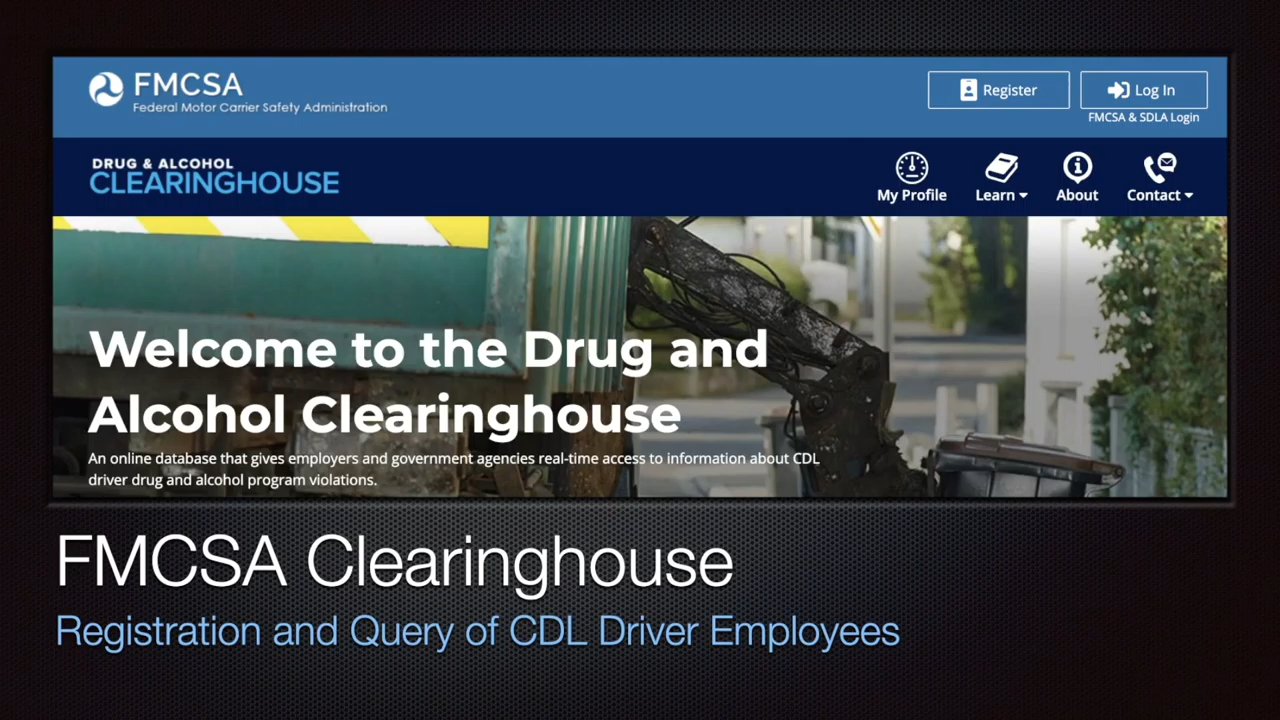 FMCSA
Federal Motor Carrier Safety Administration
Register
Log In
FMCSA & SDLA Login
DRUG & ALCOHOL
CLEARINGHOUSE
My Profile
Learn
About
Contact
Welcome to the Drug and
Alcohol Clearinghouse
An online database that gives employers and government agencies real-time access to information about CDL
driver drug and alcohol program violations.
FMCSA Clearinghouse
Registration and Query of CDL Driver Employees